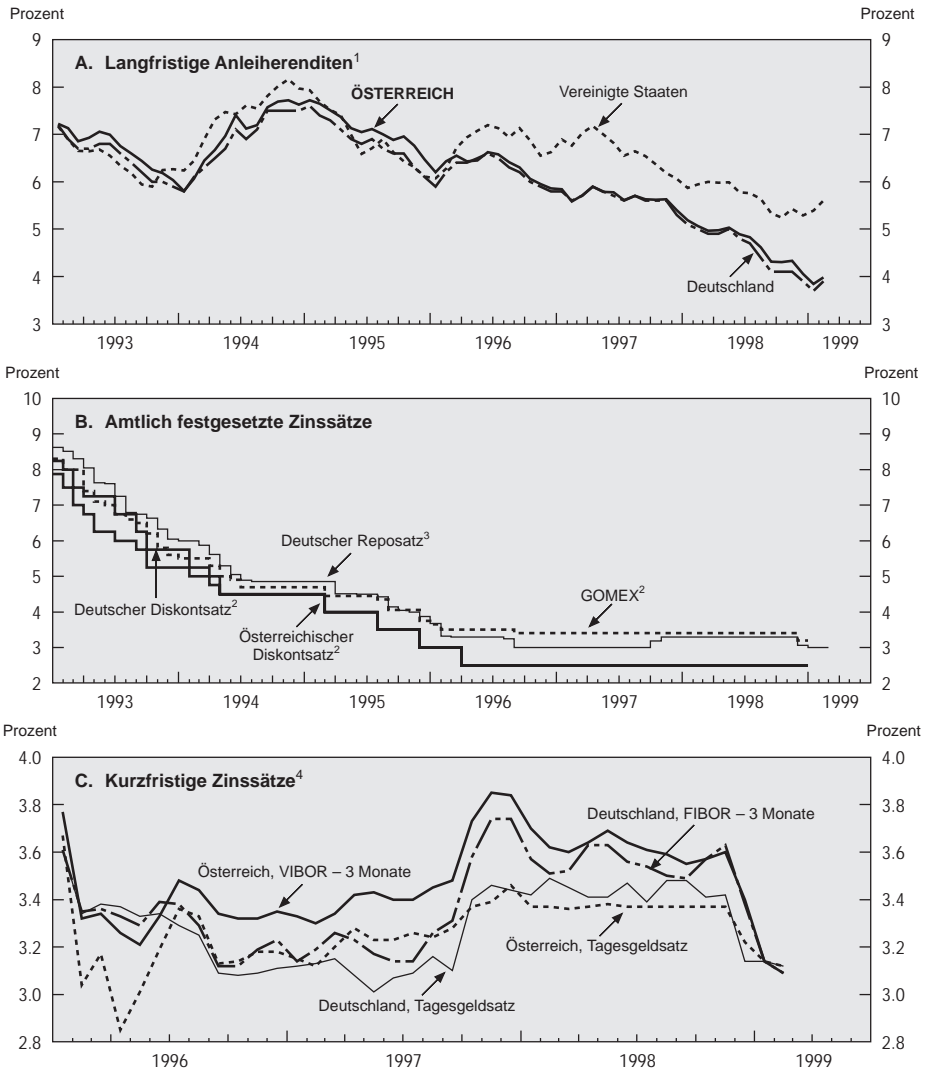 Prozent Prozent
9 9
A. Langfristige Anleiherenditen¹
8 8
ÖSTERREICH Vereinigte Staaten
7 7
6 6
5 5
4 4
Deutschland
3 3
1993 1994 1995 1996 1997 1998 1999
Prozent Prozent
10 10
B. Amtlich festgesetzte Zinssätze
9 9
8 8
7 7
6 6
Deutscher Reposatz³
5 5
Deutscher Diskontsatz² GOMEX²
4 4
Österreichischer
Diskontsatz²
3 3
2 2
1993 1994 1995 1996 1997 1998 1999
Prozent Prozent
4.0 4.0
C. Kurzfristige Zinssätze⁴
3.8 3.8
Deutschland, FIBOR – 3 Monate
3.6 3.6
Österreich, VIBOR – 3 Monate
3.4 3.4
3.2 3.2
Österreich, Tagesgeldsatz
3.0 3.0
Deutschland, Tagesgeldsatz
2.8 2.8
1996 1997 1998 1999